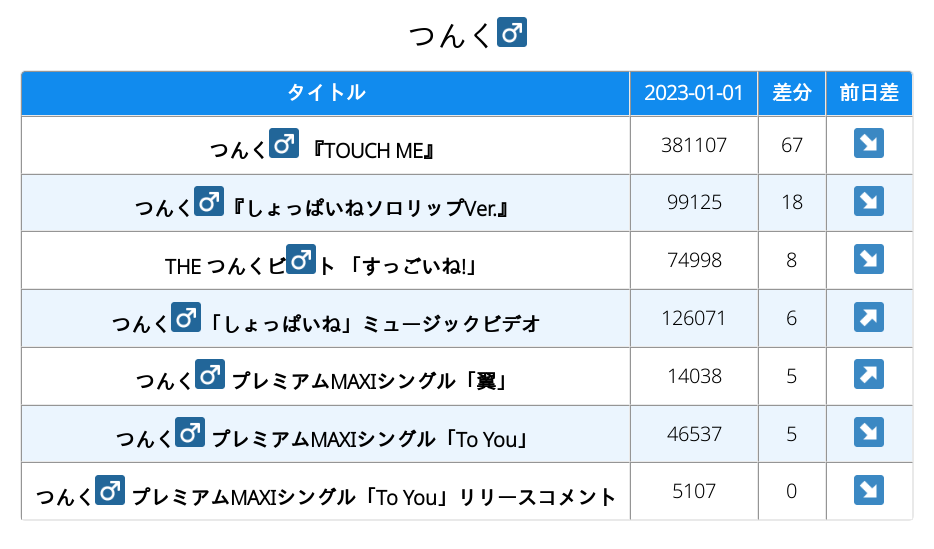 つんく♂
タイトル 2023-01-01 差分 前日差
つんく♂ 『TOUCH ME』 381107 67 ↘
つんく♂『しょっぱいねソロリップVer.』 99125 18 ↘
THE つんくビ♂ト 「すっごいね!」 74998 8 ↘
つんく♂「しょっぱいね」ミュージックビデオ 126071 6 ↗
つんく♂ プレミアムMAXIシングル「翼」 14038 5 ↗
つんく♂ プレミアムMAXIシングル「To You」 46537 5 ↘
つんく♂ プレミアムMAXIシングル「To You」リリースコメント 5107 0 ↘